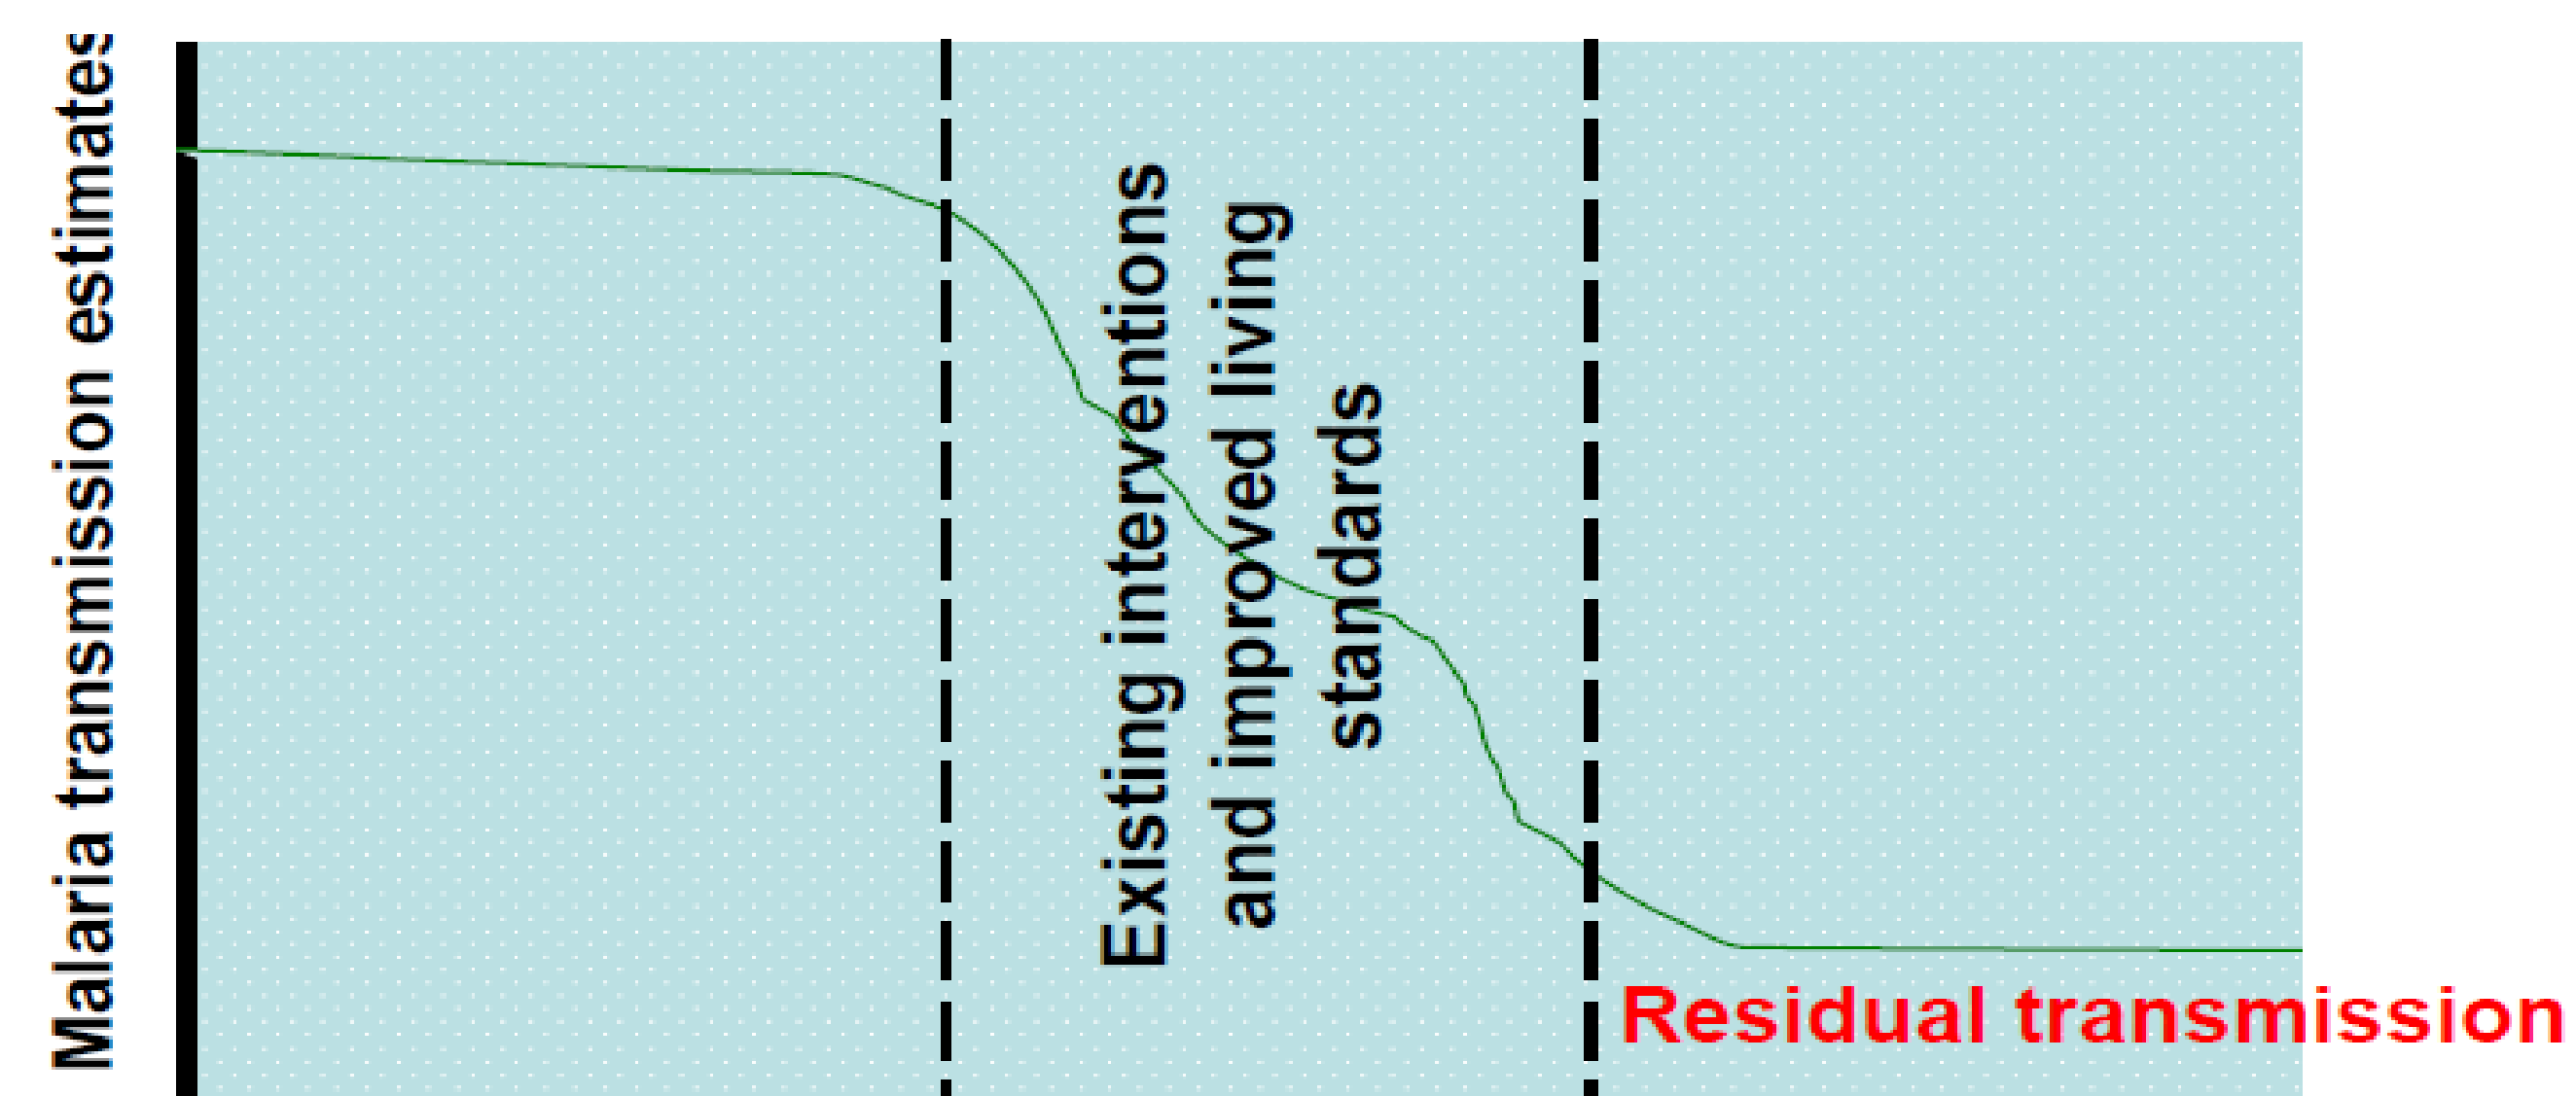 Malaria transmission estimates
Existing interventions
and improved living
standards
Residual transmission